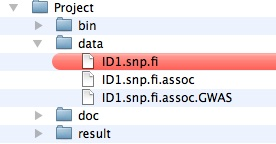 Project
bin
data
ID1.snp.fi
ID1.snp.fi.assoc
ID1.snp.fi.assoc.GWAS
doc
result